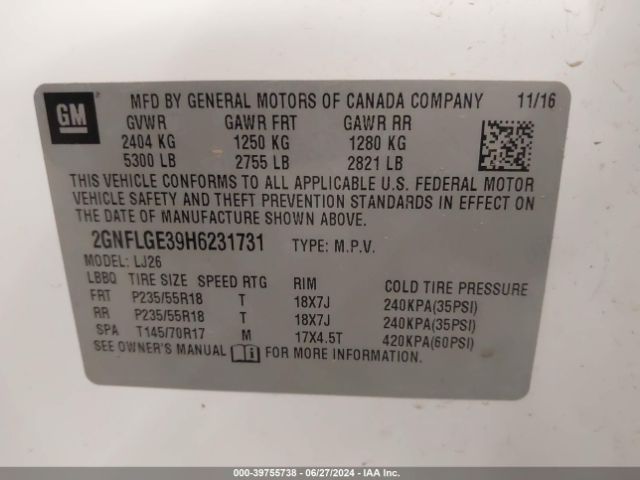 GM
MFD BY GENERAL MOTORS OF CANADA COMPANY 11/16
GVWR GAWR FRT GAWR RR
2404 KG 1250 KG 1280 KG
5300 LB 2755 LB 2821 LB
THIS VEHICLE CONFORMS TO ALL APPLICABLE U.S. FEDERAL MOTOR
VEHICLE SAFETY AND THEFT PREVENTION STANDARDS IN EFFECT ON
THE DATE OF MANUFACTURE SHOWN ABOVE.
2GNFLGE39H6231731 TYPE: M.P.V.
MODEL: LJ26
LBBQ TIRE SIZE SPEED RTG RIM COLD TIRE PRESSURE
FRT P235/55R18 T 18X7J 240KPA(35PSI)
RR P235/55R18 T 18X7J 240KPA(35PSI)
SPA T145/70R17 M 17X4.5T 420KPA(60PSI)
SEE OWNER'S MANUAL FOR MORE INFORMATION.
000-39755738 - 06/27/2024 - IAA Inc.